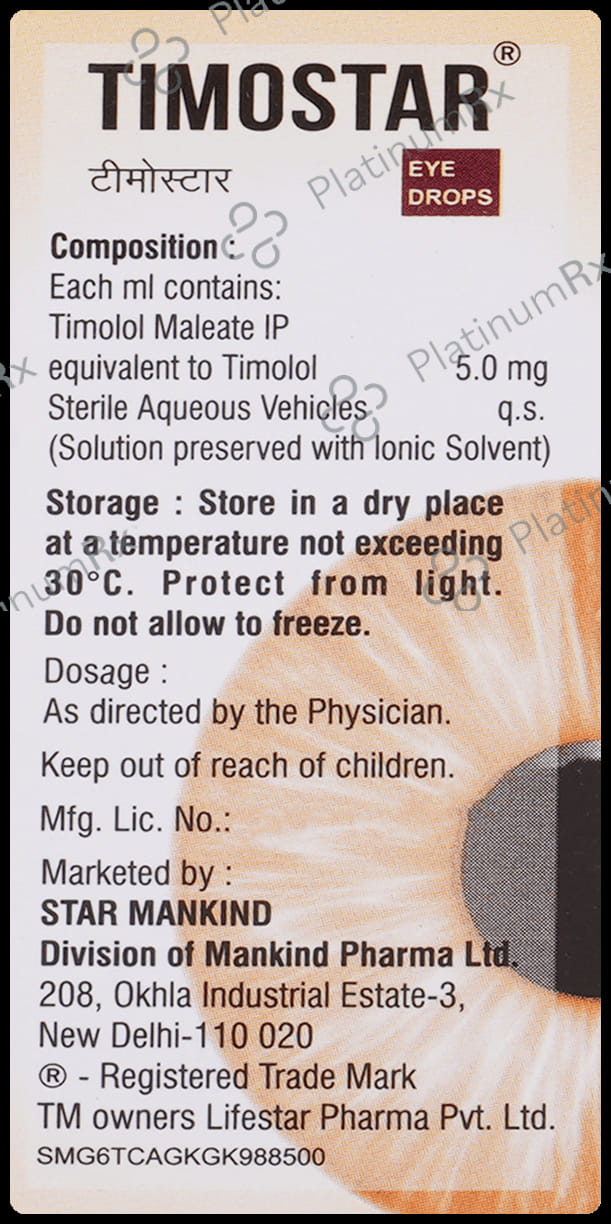 TIMOSTAR®
टीमोस्टार
EYE
DROPS
Composition :
Each ml contains:
Timolol Maleate IP
equivalent to Timolol 5.0 mg
Sterile Aqueous Vehicles q.s.
(Solution preserved with Ionic Solvent)
Storage : Store in a dry place
at a temperature not exceeding
30°C. Protect from light.
Do not allow to freeze.
Dosage :
As directed by the Physician.
Keep out of reach of children.
Mfg. Lic. No.:
Marketed by :
STAR MANKIND
Division of Mankind Pharma Ltd.
208, Okhla Industrial Estate-3,
New Delhi-110 020
® - Registered Trade Mark
TM owners Lifestar Pharma Pvt. Ltd.
SMG6TCAGKGK988500
PlatinumRx
PlatinumRx